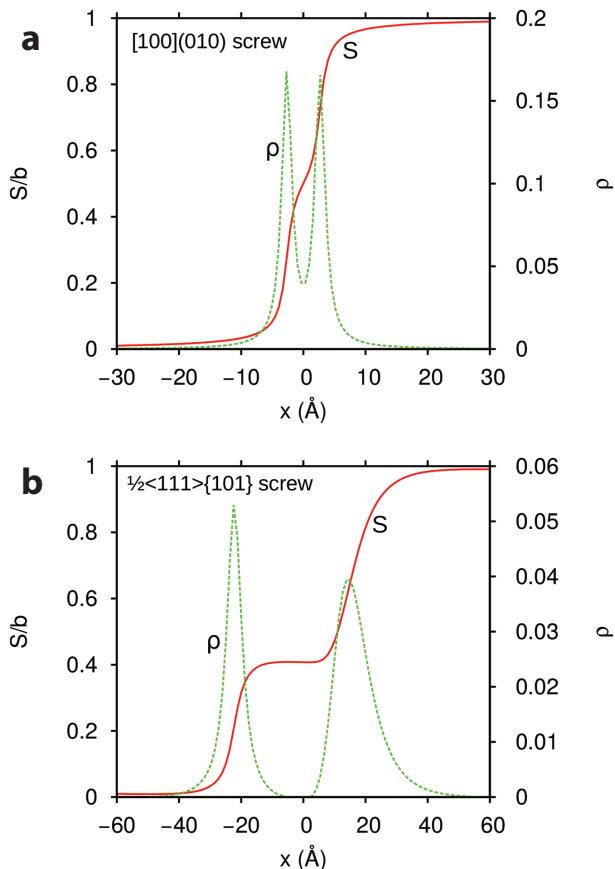 a
[100](010) screw
S
ρ
S/b
ρ
1
0.8
0.6
0.4
0.2
0
0.2
0.15
0.1
0.05
0
−30 −20 −10 0 10 20 30
x (Å)
b
½<111>{101} screw
S
ρ
S/b
ρ
1
0.8
0.6
0.4
0.2
0
0.06
0.05
0.04
0.03
0.02
0.01
0
−60 −40 −20 0 20 40 60
x (Å)